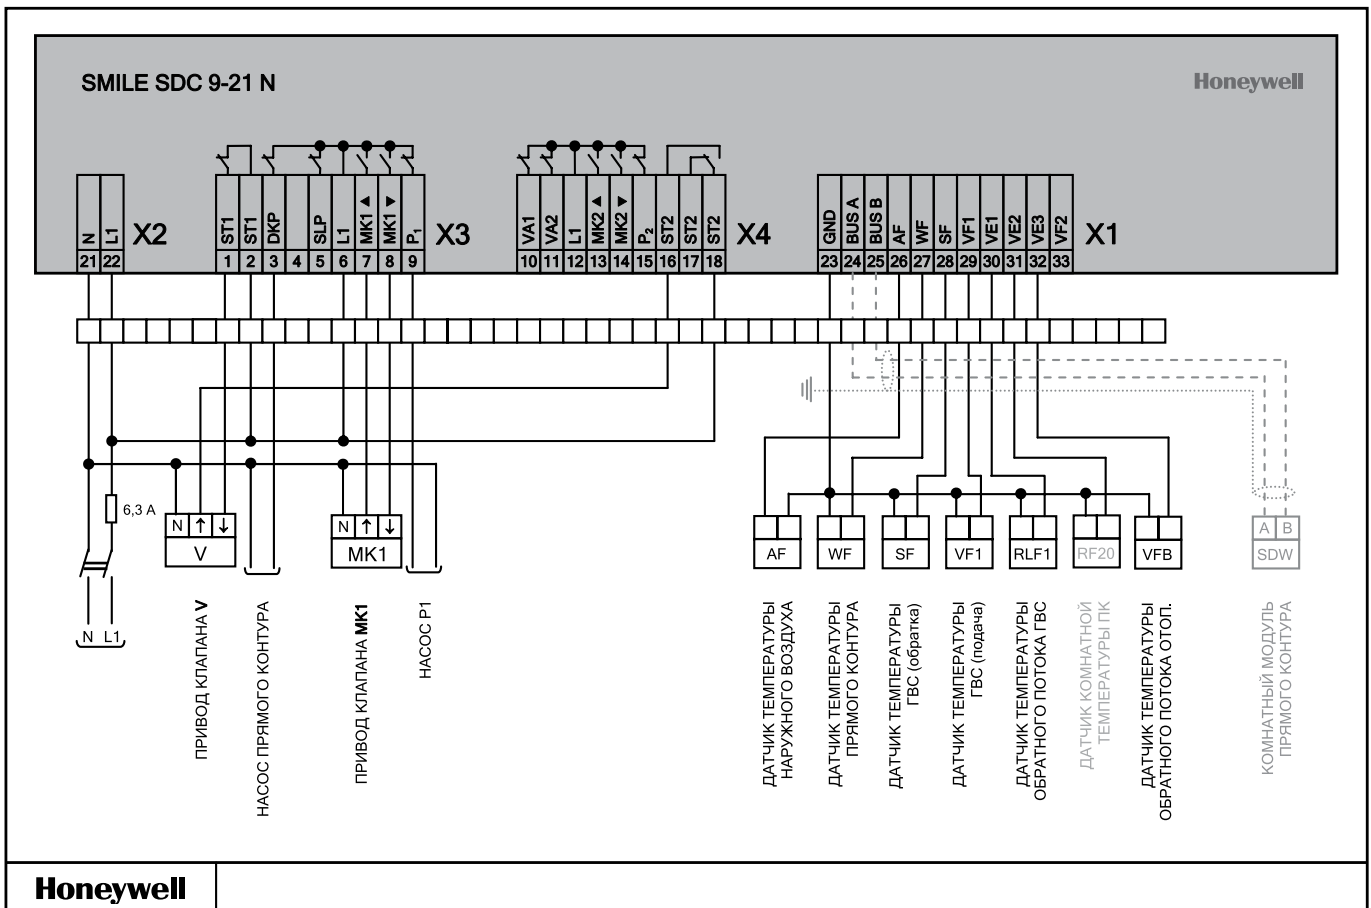 SMILE SDC 9-21 N
Honeywell
N
L1
X2
ST1
ST1
DKP
SLP
L1
MK1 ▲
MK1 ▼
P₁
X3
VA1
VA2
L1
MK2 ▲
MK2 ▼
P₂
ST2
ST2
ST2
X4
GND
BUS A
BUS B
AF
WF
SF
VF1
VE1
VE2
VE3
VF2
X1
21 22
1 2 3 4 5 6 7 8 9
10 11 12 13 14 15 16 17 18
23 24 25 26 27 28 29 30 31 32 33
6,3 A
N ↑ ↓
V
N ↑ ↓
MK1
AF
WF
SF
VF1
RLF1
RF20
VFB
A B
SDW
N L1
ПРИВОД КЛАПАНА V
НАСОС ПРЯМОГО КОНТУРА
ПРИВОД КЛАПАНА МК1
НАСОС Р1
ДАТЧИК ТЕМПЕРАТУРЫ
НАРУЖНОГО ВОЗДУХА
ДАТЧИК ТЕМПЕРАТУРЫ
ПРЯМОГО КОНТУРА
ДАТЧИК ТЕМПЕРАТУРЫ
ГВС (обратка)
ДАТЧИК ТЕМПЕРАТУРЫ
ГВС (подача)
ДАТЧИК ТЕМПЕРАТУРЫ
ОБРАТНОГО ПОТОКА ГВС
ДАТЧИК КОМНАТНОЙ
ТЕМПЕРАТУРЫ ПК
ДАТЧИК ТЕМПЕРАТУРЫ
ОБРАТНОГО ПОТОКА ОТОП.
КОМНАТНЫЙ МОДУЛЬ
ПРЯМОГО КОНТУРА
Honeywell